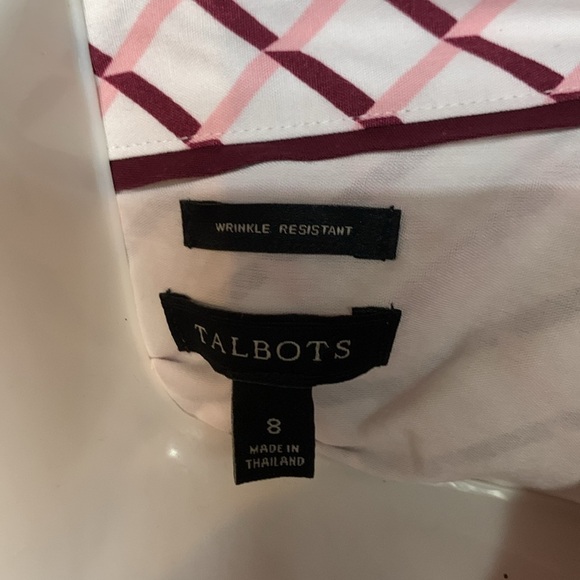 WRINKLE RESISTANT
TALBOTS
8
MADE IN
THAILAND